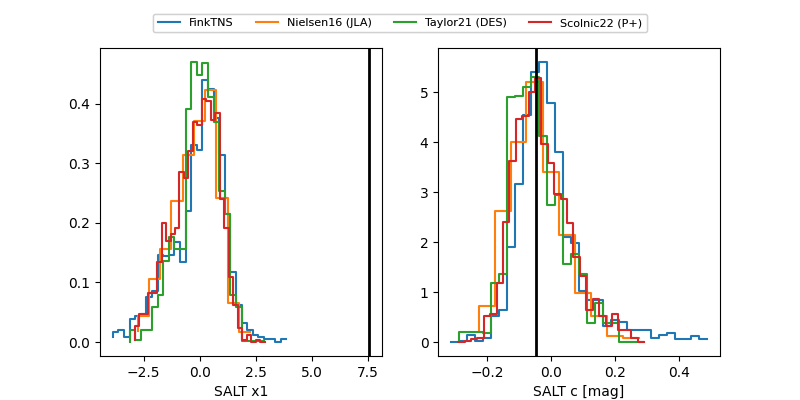 FinkTNS Nielsen16 (JLA) Taylor21 (DES) Scolnic22 (P+)
0.4
0.3
0.2
0.1
0.0
−2.5 0.0 2.5 5.0 7.5
SALT x1
5
4
3
2
1
0
−0.2 0.0 0.2 0.4
SALT c [mag]